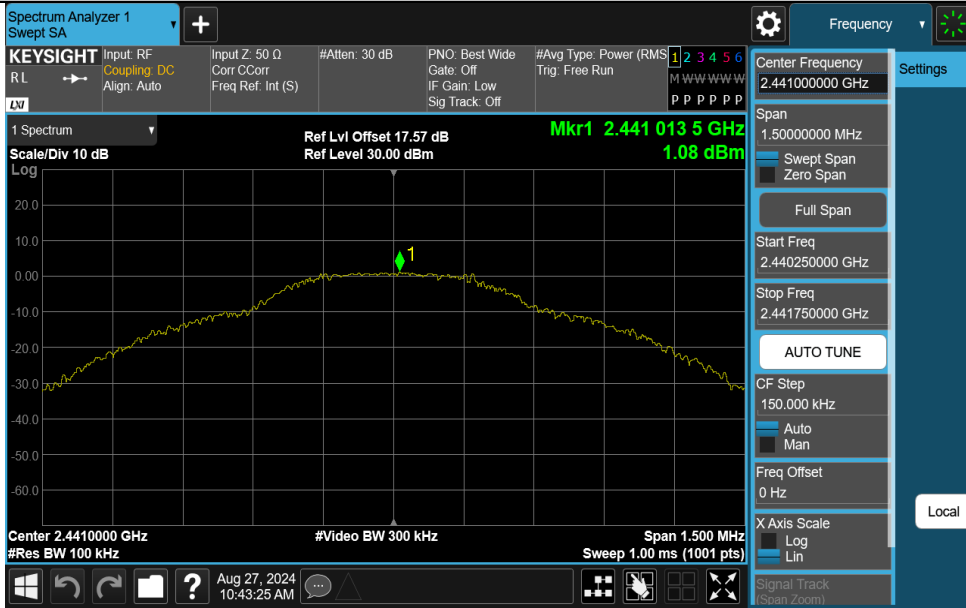 Spectrum Analyzer 1
Swept SA
+
Frequency
KEYSIGHT
RL
LXI
Input: RF
Coupling: DC
Align: Auto
Input Z: 50 Ω
Corr CCorr
Freq Ref: Int (S)
#Atten: 30 dB
PNO: Best Wide
Gate: Off
IF Gain: Low
Sig Track: Off
#Avg Type: Power (RMS
Trig: Free Run
1 2 3 4 5 6
M W W W W W
P P P P P P
1 Spectrum
Scale/Div 10 dB
Log
Ref Lvl Offset 17.57 dB
Ref Level 30.00 dBm
Mkr1 2.441 013 5 GHz
1.08 dBm
20.0
10.0
0.00
-10.0
-20.0
-30.0
-40.0
-50.0
-60.0
1
Center 2.4410000 GHz
#Res BW 100 kHz
#Video BW 300 kHz
Span 1.500 MHz
Sweep 1.00 ms (1001 pts)
Aug 27, 2024
10:43:25 AM
?
Center Frequency
2.441000000 GHz
Span
1.50000000 MHz
Swept Span
Zero Span
Full Span
Start Freq
2.440250000 GHz
Stop Freq
2.441750000 GHz
AUTO TUNE
CF Step
150.000 kHz
Auto
Man
Freq Offset
0 Hz
X Axis Scale
Log
Lin
Signal Track
(Span Zoom)
Settings
Local